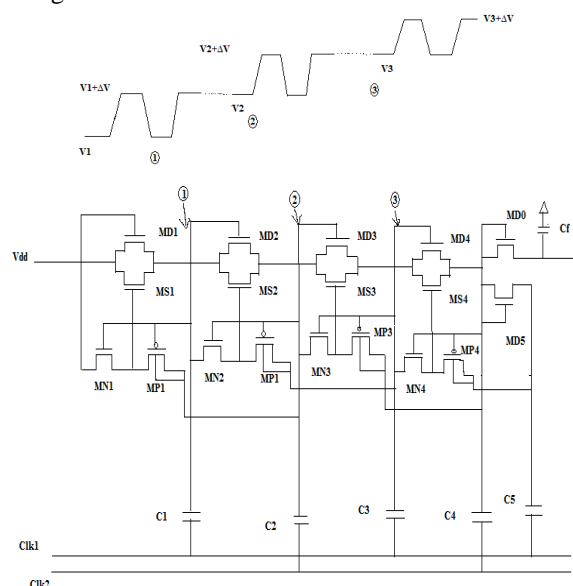 V3+ΔV
V2+ΔV
V3
③
V1+ΔV
V2
②
V1
①
① ② ③
MD1 MD2 MD3 MD4 MD0 Cf
Vdd
MS1 MS2 MS3 MS4
MD5
MP3
MN1 MP1 MN2 MP1 MN3 MN4 MP4
C1 C2 C3 C4 C5
Clk1
Clk2